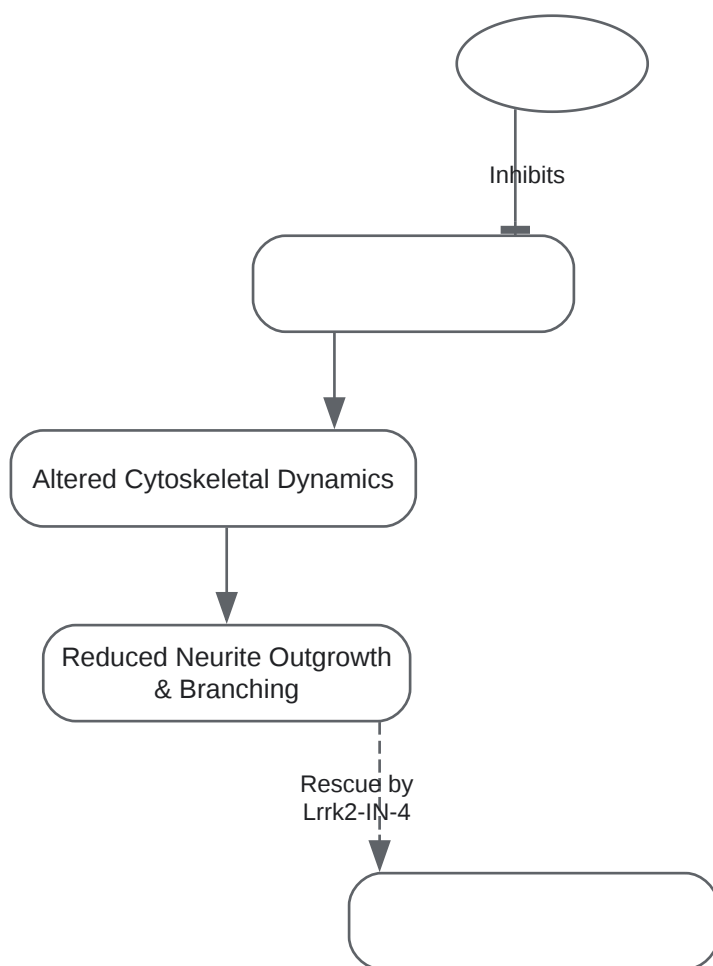 Inhibits
Altered Cytoskeletal Dynamics
Reduced Neurite Outgrowth
& Branching
Rescue by
Lrrk2-IN-4